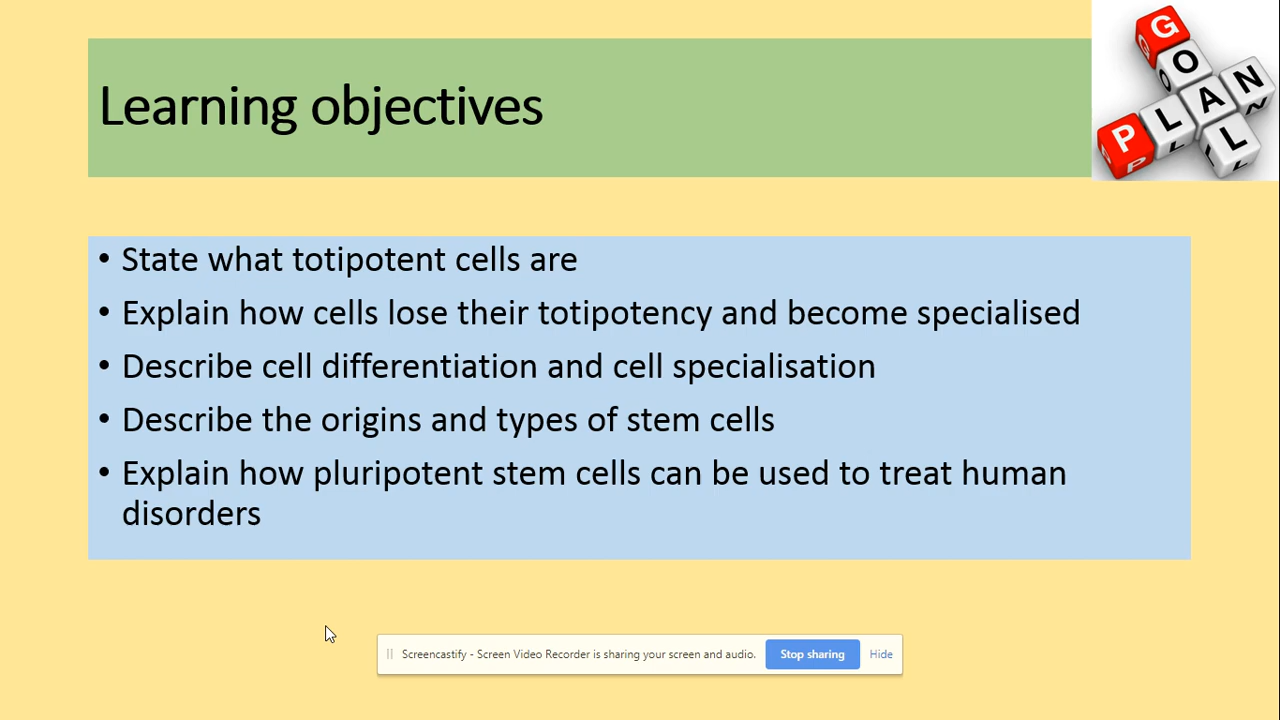 Learning objectives
GOAL
PLAN
• State what totipotent cells are
• Explain how cells lose their totipotency and become specialised
• Describe cell differentiation and cell specialisation
• Describe the origins and types of stem cells
• Explain how pluripotent stem cells can be used to treat human
disorders
Screencastify - Screen Video Recorder is sharing your screen and audio. Stop sharing Hide